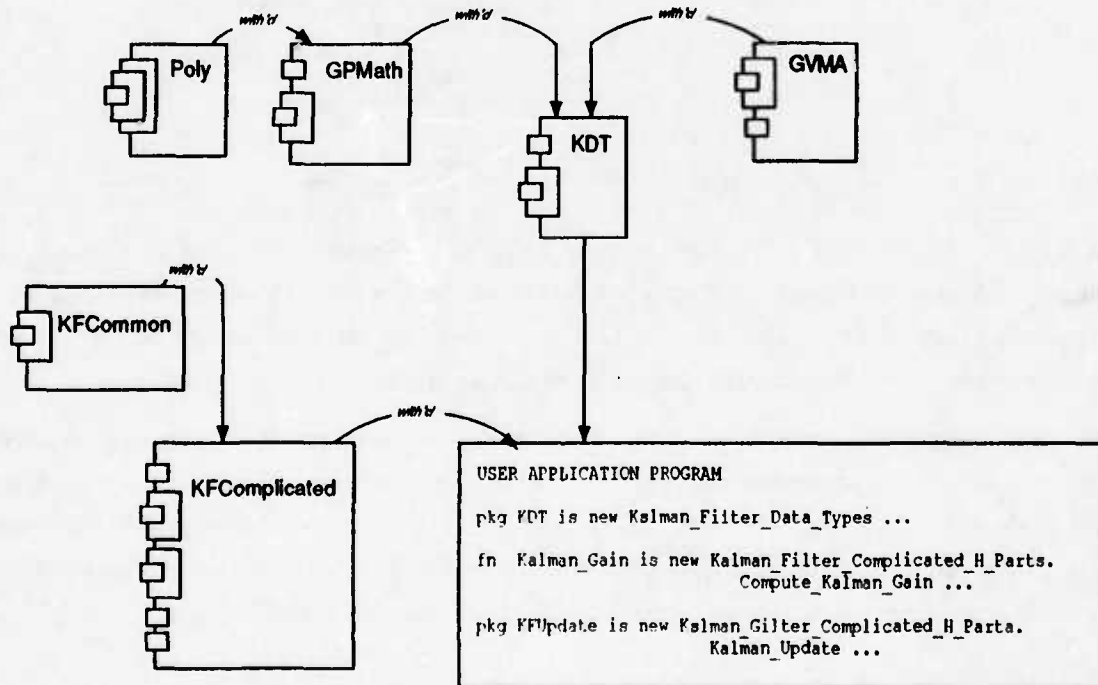 with'd
with'd
with'd
Poly
GPMath
GVMA
KDT
with'd
KFCommon
with'd
KFComplicated
USER APPLICATION PROGRAM
pkg KDT is new Kalman_Filter_Data_Types ...
fn Kalman_Gain is new Kalman_Filter_Complicated_H_Parts.
Compute_Kalman_Gain ...
pkg KFUpdate is new Kalman_Gilter_Complicated_H_Parta.
Kalman_Update ...